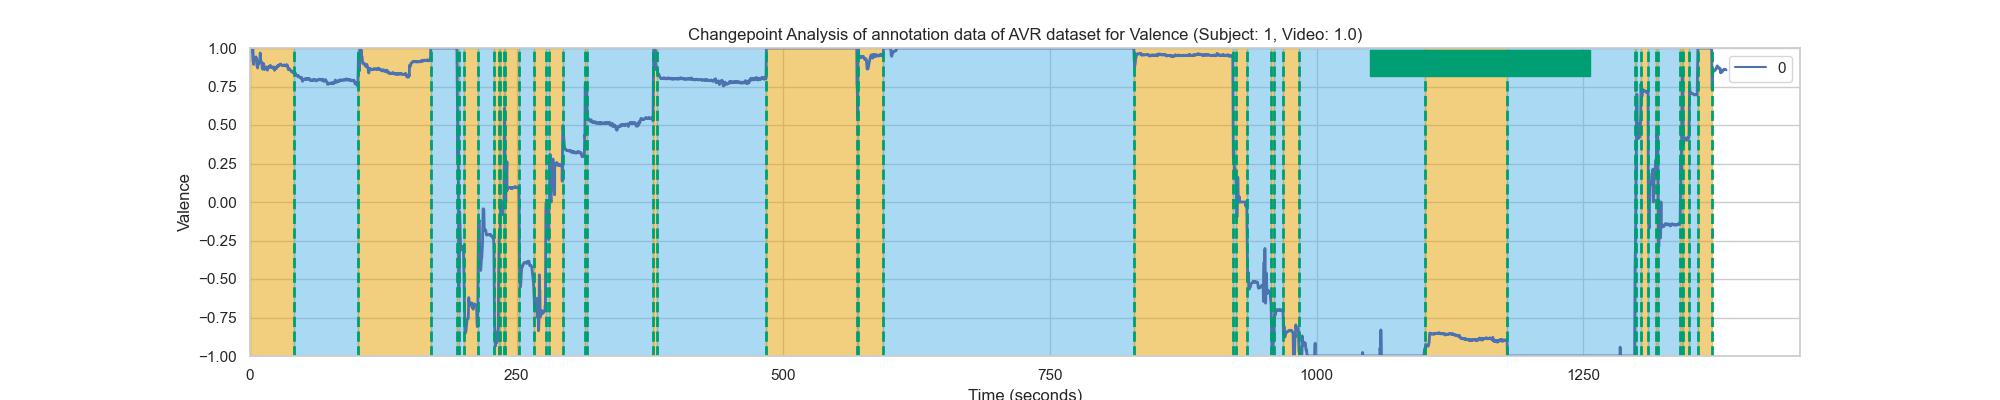 Changepoint Analysis of annotation data of AVR dataset for Valence (Subject: 1, Video: 1.0)
1.00
0.75
0.50
0.25
0.00
−0.25
−0.50
−0.75
−1.00
Valence
0
0 250 500 750 1000 1250
Time (seconds)